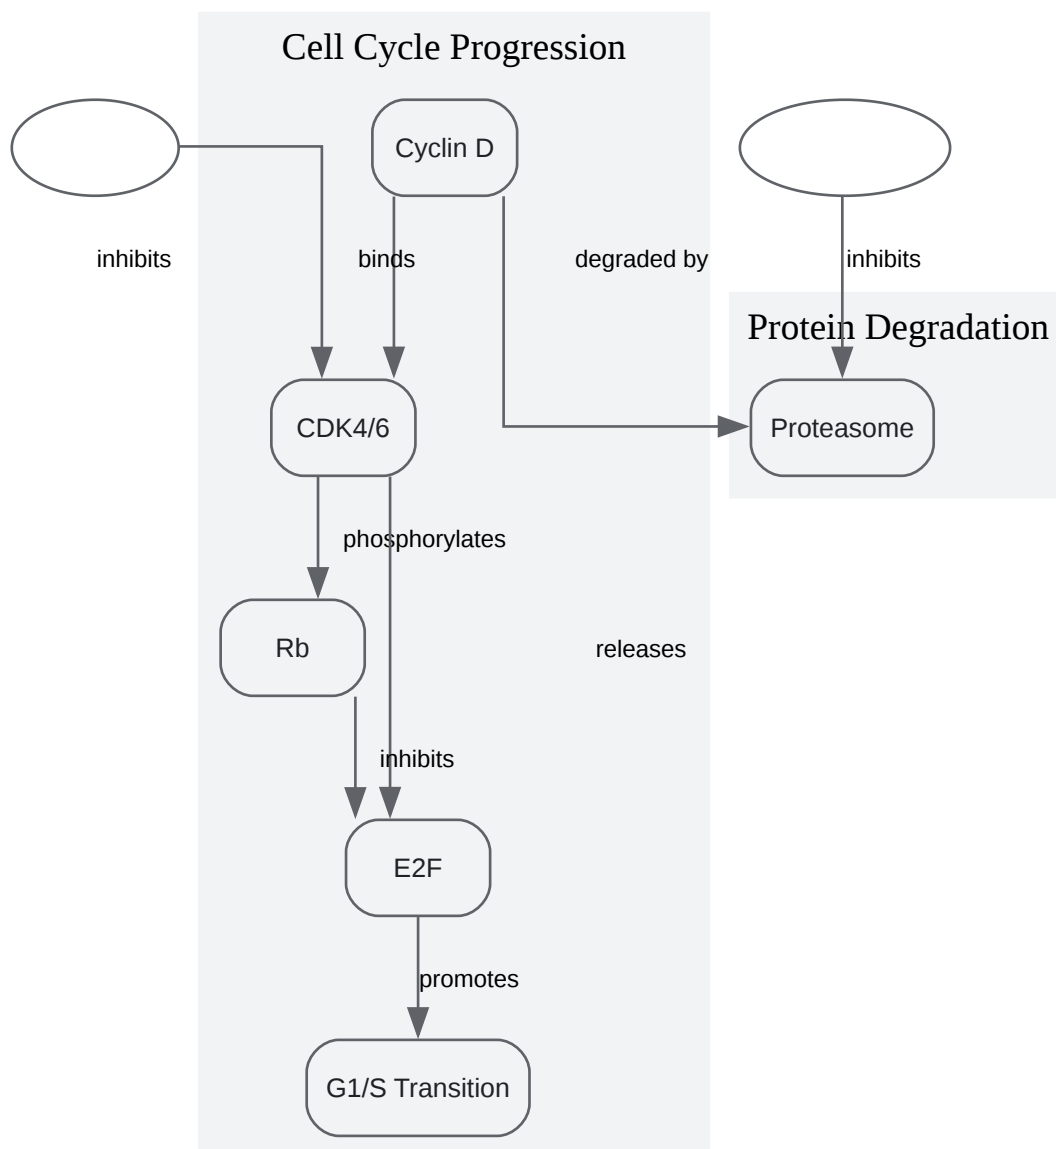 Cell Cycle Progression
Cyclin D
inhibits
binds
degraded by
inhibits
Protein Degradation
CDK4/6
Proteasome
phosphorylates
Rb
releases
inhibits
E2F
promotes
G1/S Transition